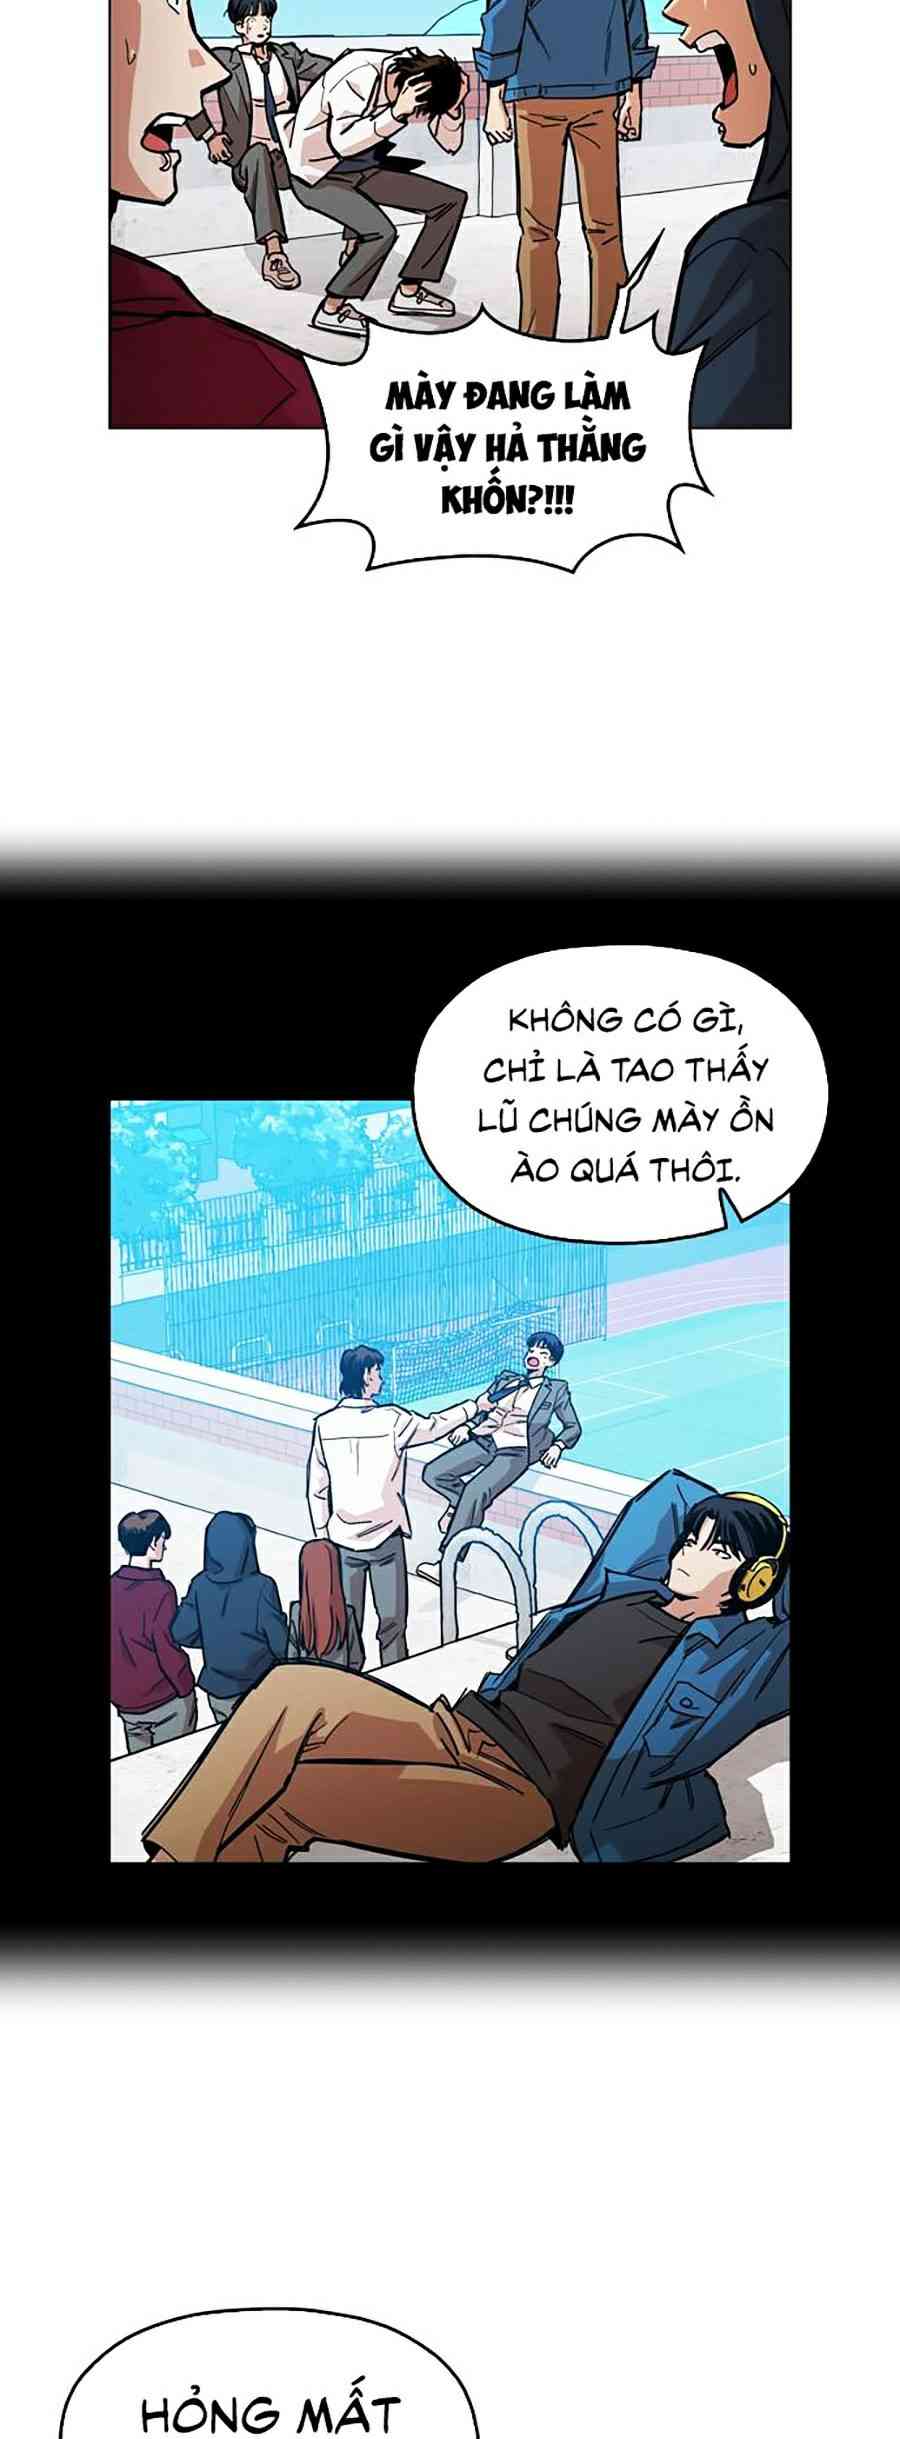 MÀY ĐANG LÀM
GÌ VẬY HẢ THẰNG
KHỐN?!!!
KHÔNG CÓ GÌ,
CHỈ LÀ TAO THẤY
LŨ CHÚNG MÀY ỒN
ÀO QUÁ THÔI.
HỎNG MẤT